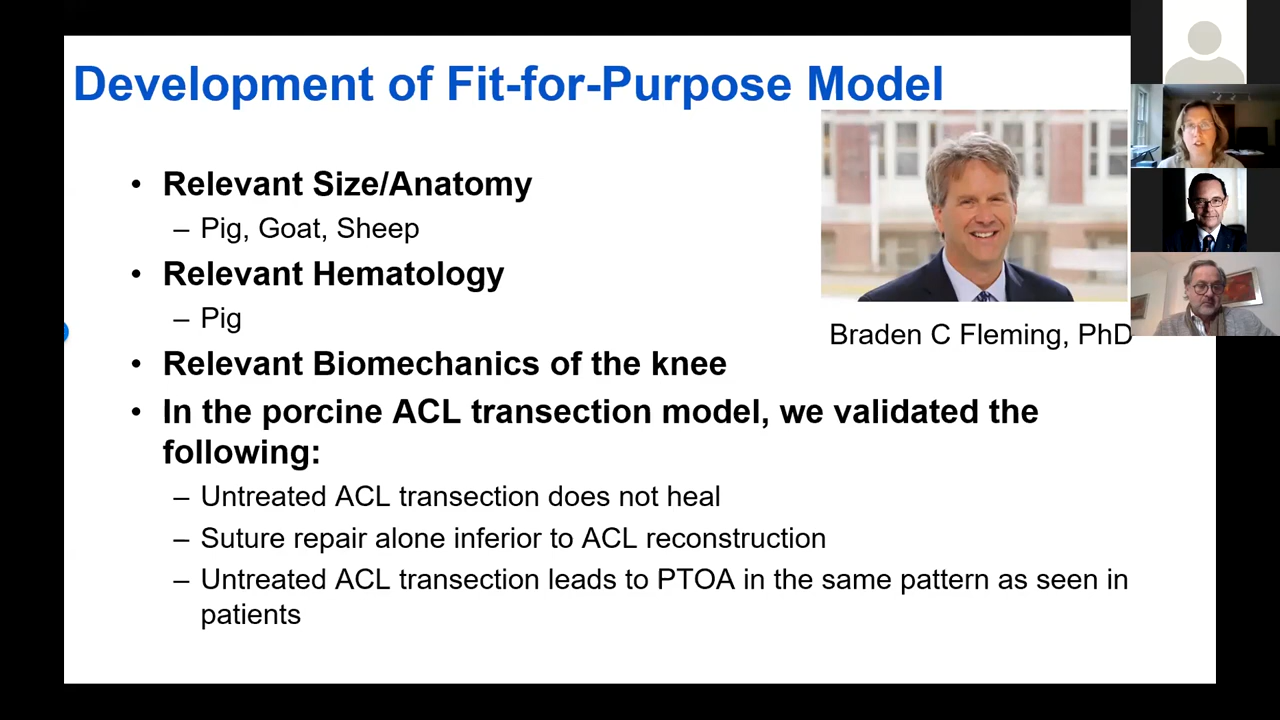 Development of Fit-for-Purpose Model
• Relevant Size/Anatomy
– Pig, Goat, Sheep
• Relevant Hematology
– Pig
• Relevant Biomechanics of the knee
• In the porcine ACL transection model, we validated the
following:
– Untreated ACL transection does not heal
– Suture repair alone inferior to ACL reconstruction
– Untreated ACL transection leads to PTOA in the same pattern as seen in
patients
Braden C Fleming, PhD